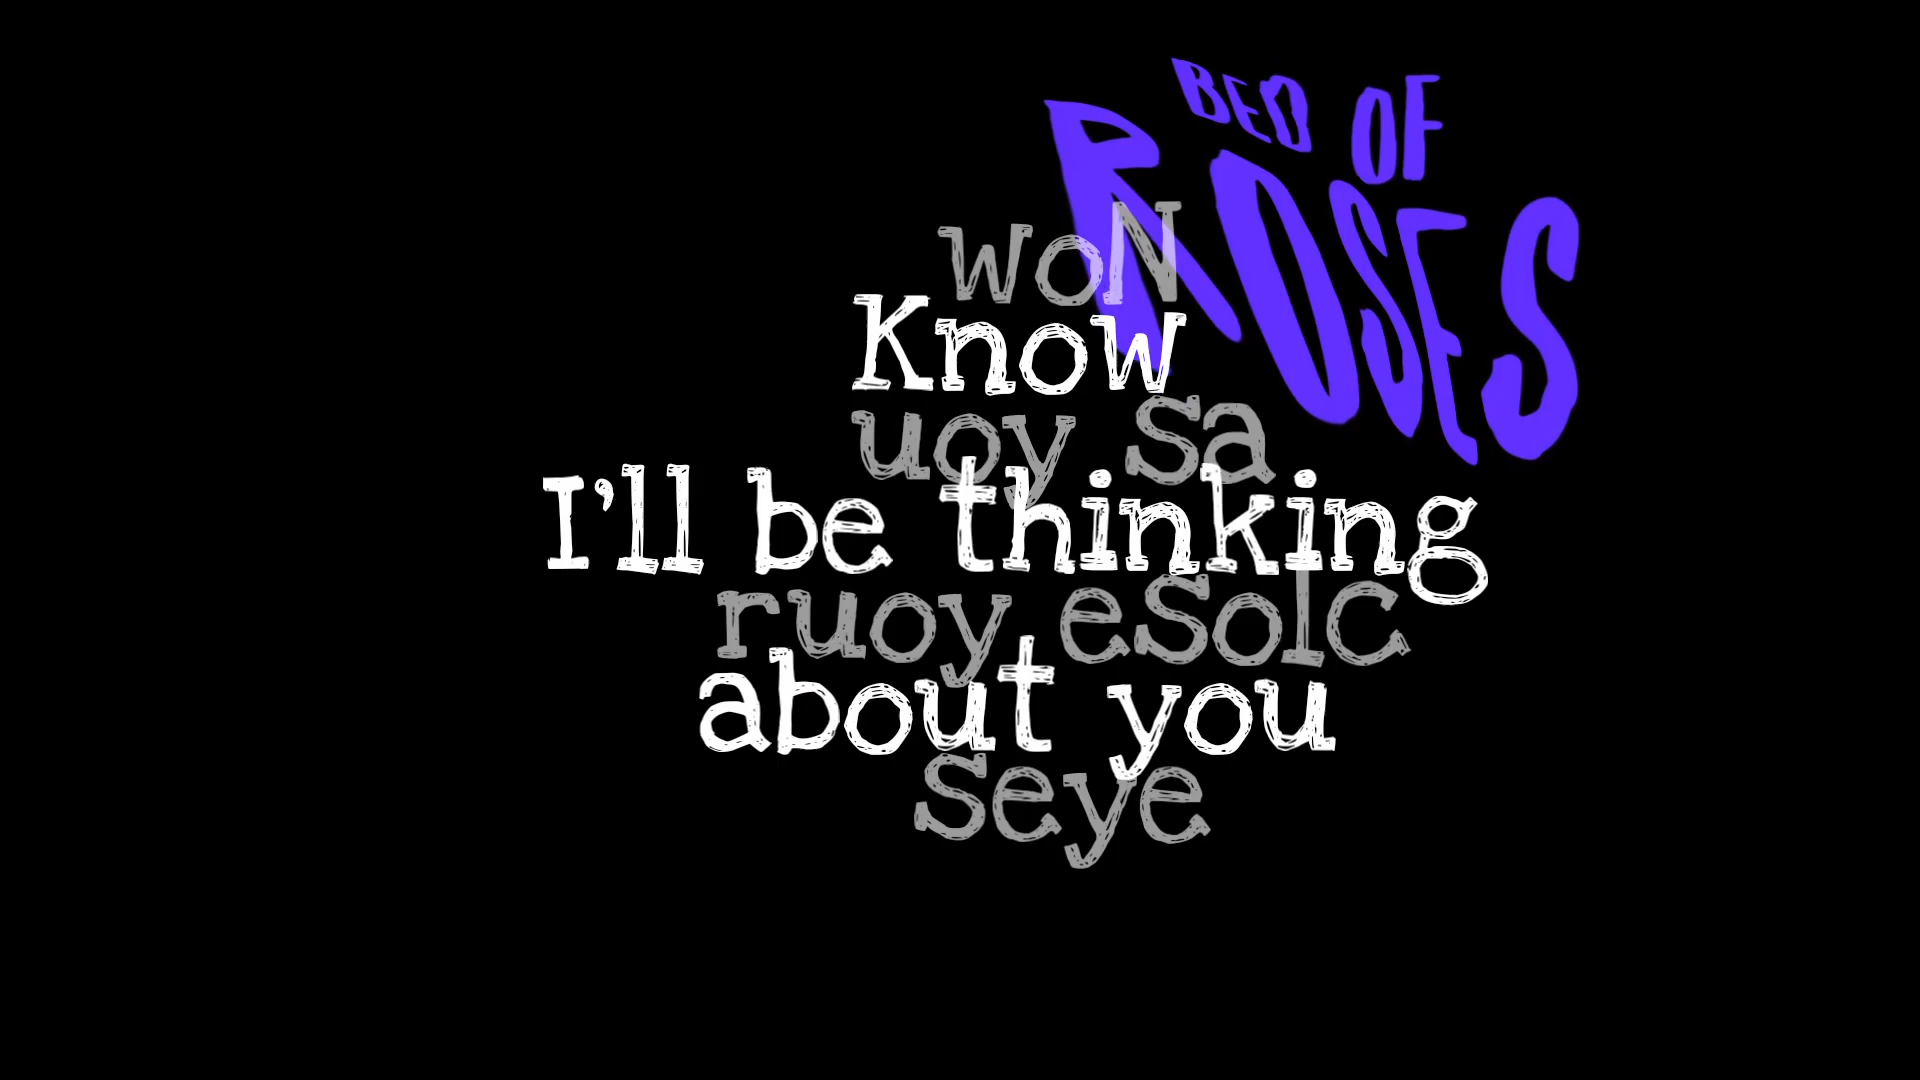 BED OF
ROSES
woN
Know
uoy sa
I'll be thinking
ruoy esolc
about you
seye